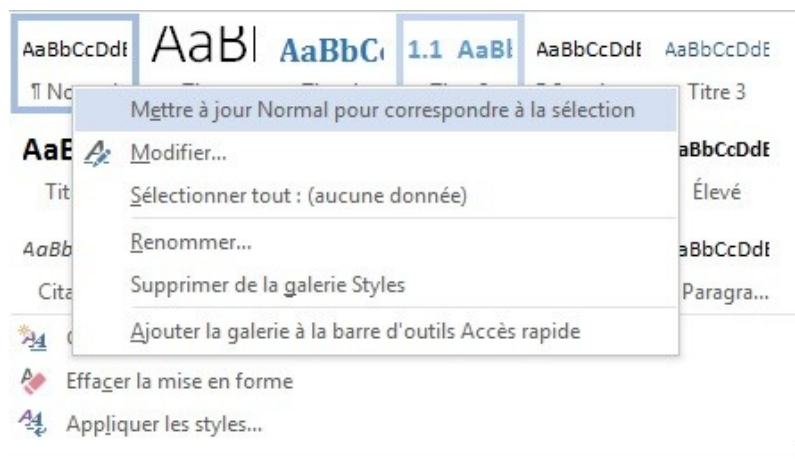 AaBbCcDdE AaBl AaBbCc 1.1 AaBl AaBbCcDdE AaBbCcDdE
¶ No Titre 3
Mettre à jour Normal pour correspondre à la sélection
AaB Modifier... aBbCcDdE
Tit Sélectionner tout : (aucune donnée) Élevé
AaBb Renommer... aBbCcDdE
Cita Supprimer de la galerie Styles Paragra...
Ajouter la galerie à la barre d'outils Accès rapide
Effacer la mise en forme
Appliquer les styles...